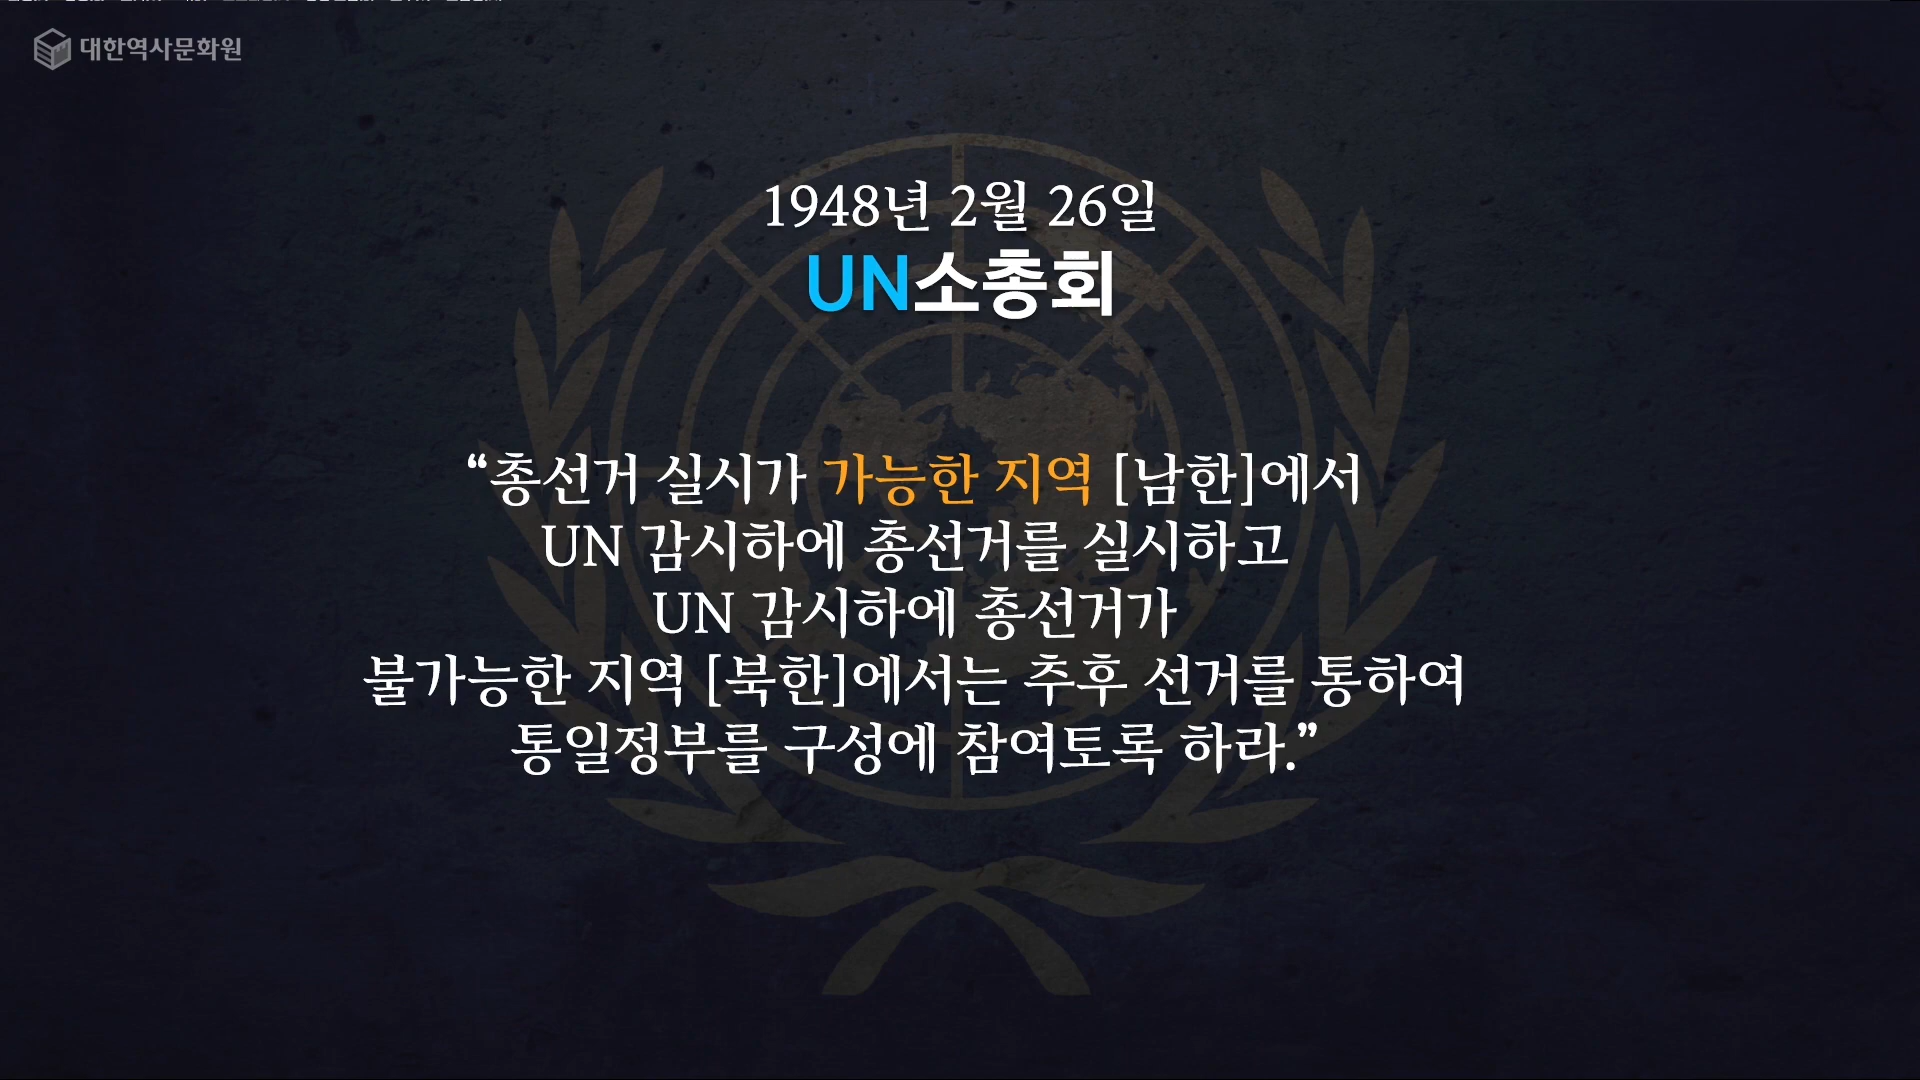 대한역사문화원
1948년 2월 26일
UN소총회
“총선거 실시가 가능한 지역 [남한]에서
UN 감시하에 총선거를 실시하고
UN 감시하에 총선거가
불가능한 지역 [북한]에서는 추후 선거를 통하여
통일정부를 구성에 참여토록 하라.”